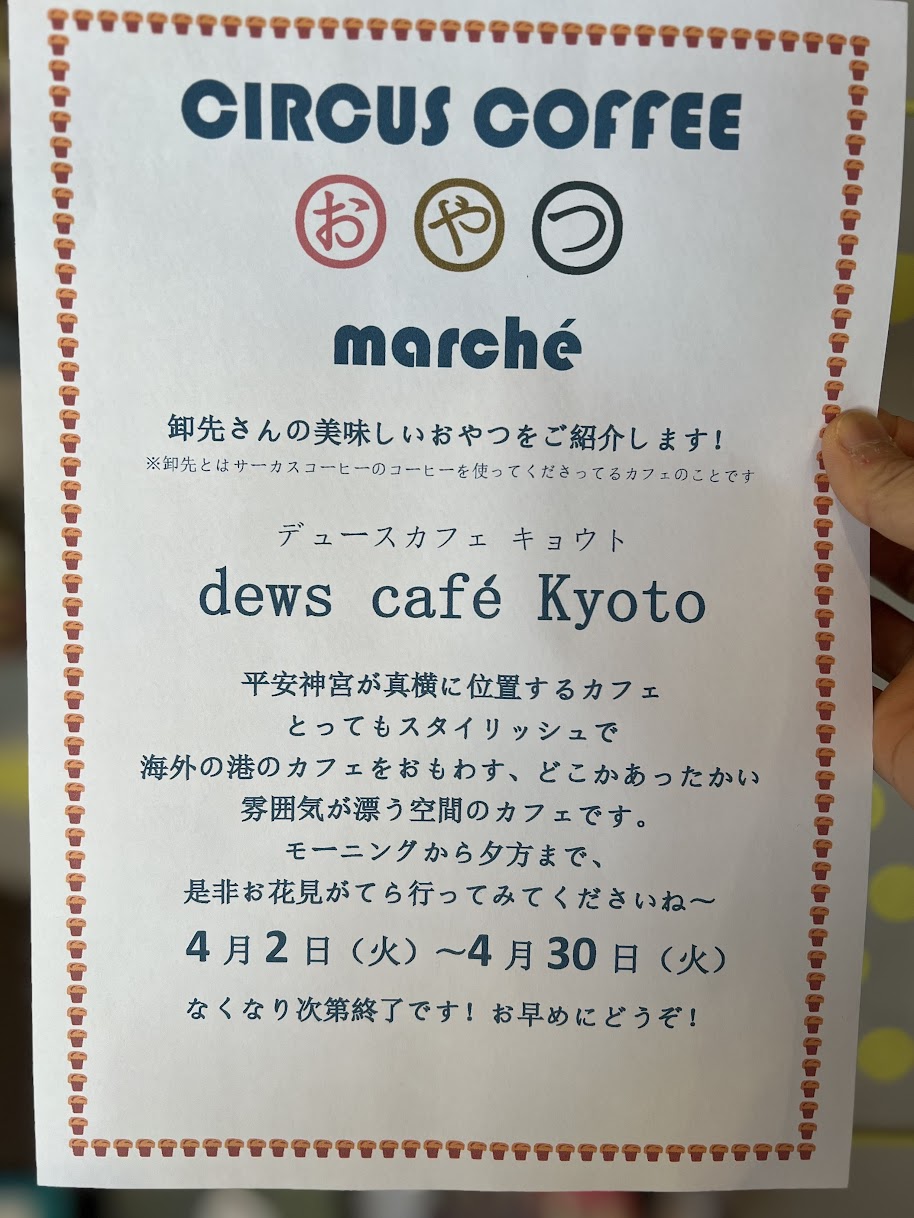 CIRCUS COFFEE
おやつ
marché
卸先さんの美味しいおやつをご紹介します!
※卸先とはサーカスコーヒーのコーヒーを使ってくださってるカフェのことです
デュースカフェ キョウト
dews café Kyoto
平安神宮が真横に位置するカフェ
とってもスタイリッシュで
海外の港のカフェをおもわす、どこかあったかい
雰囲気が漂う空間のカフェです。
モーニングから夕方まで、
是非お花見がてら行ってみてくださいね〜
4月2日（火）〜4月30日（火）
なくなり次第終了です!お早めにどうぞ!